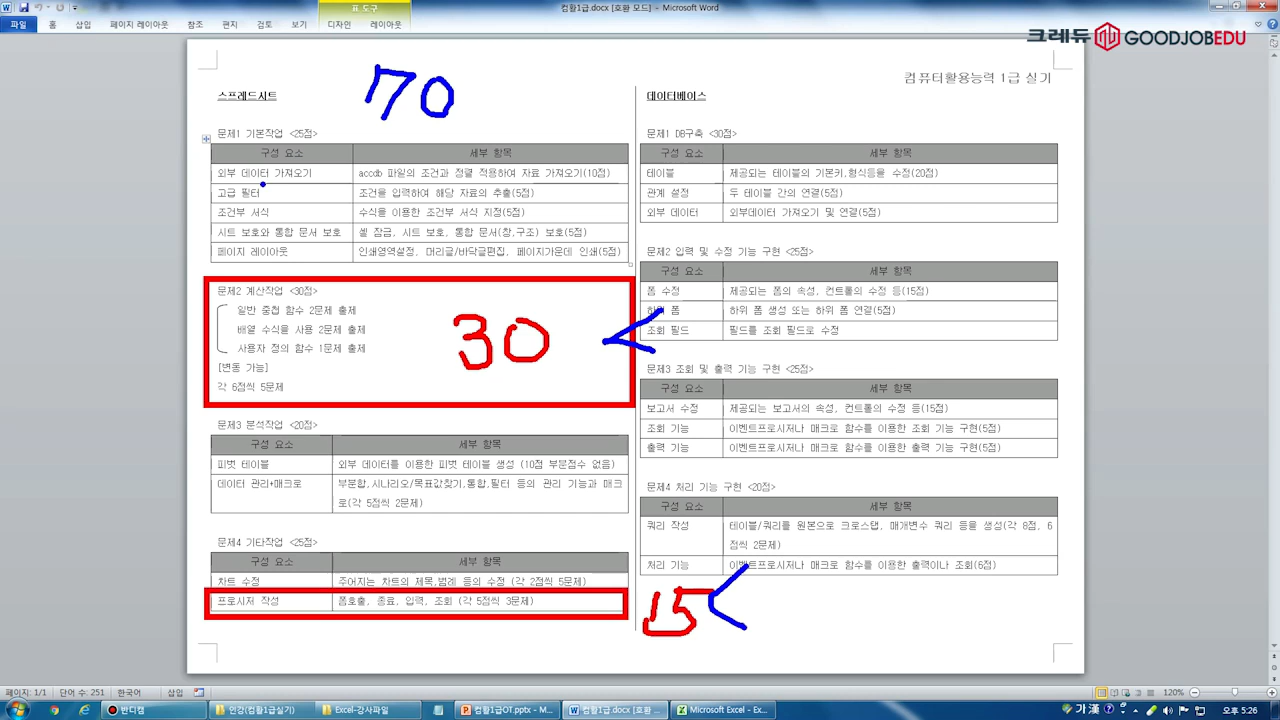 컴활1급.docx [호환 모드] - Microsoft Word
표 도구
파일 홈 삽입 페이지 레이아웃 참조 편지 검토 보기 디자인 레이아웃
크레듀 GOODJOBEDU
컴퓨터활용능력 1급 실기
스프레드시트
70
문제1 기본작업 <25점>
구성 요소 세부 항목
외부 데이터 가져오기 accdb 파일의 조건과 정렬 적용하여 자료 가져오기(10점)
고급 필터 조건을 입력하여 해당 자료의 추출(5점)
조건부 서식 수식을 이용한 조건부 서식 지정(5점)
시트 보호와 통합 문서 보호 셀 잠금, 시트 보호, 통합 문서(창,구조) 보호(5점)
페이지 레이아웃 인쇄영역설정, 머리글/바닥글편집, 페이지가운데 인쇄(5점)
문제2 계산작업 <30점>
일반 중첩 함수 2문제 출제
배열 수식을 사용 2문제 출제
사용자 정의 함수 1문제 출제
[변동 가능]
각 6점씩 5문제
30
문제3 분석작업 <20점>
구성 요소 세부 항목
피벗 테이블 외부 데이터를 이용한 피벗 테이블 생성 (10점 부분점수 없음)
데이터 관리+매크로 부분합,시나리오/목표값찾기,통합,필터 등의 관리 기능과 매크
로(각 5점씩 2문제)
문제4 기타작업 <25점>
구성 요소 세부 항목
차트 수정 주어지는 차트의 제목,범례 등의 수정 (각 2점씩 5문제)
프로시저 작성 폼호출, 종료, 입력, 조회 (각 5점씩 3문제)
15
데이터베이스
문제1 DB구축 <30점>
구성 요소 세부 항목
테이블 제공되는 테이블의 기본키,형식등을 수정(20점)
관계 설정 두 테이블 간의 연결(5점)
외부 데이터 외부데이터 가져오기 및 연결(5점)
문제2 입력 및 수정 기능 구현 <25점>
구성 요소 세부 항목
폼 수정 제공되는 폼의 속성, 컨트롤의 수정 등(15점)
하위 폼 하위 폼 생성 또는 하위 폼 연결(5점)
조회 필드 필드를 조회 필드로 수정
문제3 조회 및 출력 기능 구현 <25점>
구성 요소 세부 항목
보고서 수정 제공되는 보고서의 속성, 컨트롤의 수정 등(15점)
조회 기능 이벤트프로시저나 매크로 함수를 이용한 조회 기능 구현(5점)
출력 기능 이벤트프로시저나 매크로 함수를 이용한 출력 기능 구현(5점)
문제4 처리 기능 구현 <20점>
구성 요소 세부 항목
쿼리 작성 테이블/쿼리를 원본으로 크로스탭, 매개변수 쿼리 등을 생성(각 8점, 6
점씩 2문제)
처리 기능 이벤트프로시저나 매크로 함수를 이용한 출력이나 조회(6점)
페이지: 1/1 단어 수: 251 한국어 삽입 120%
반디캠 인강(컴활1급실기) Excel-강사파일 컴활1급OT.pptx - M... 컴활1급.docx [호환 ... Microsoft Excel - Ex... 가 漢 오후 5:26